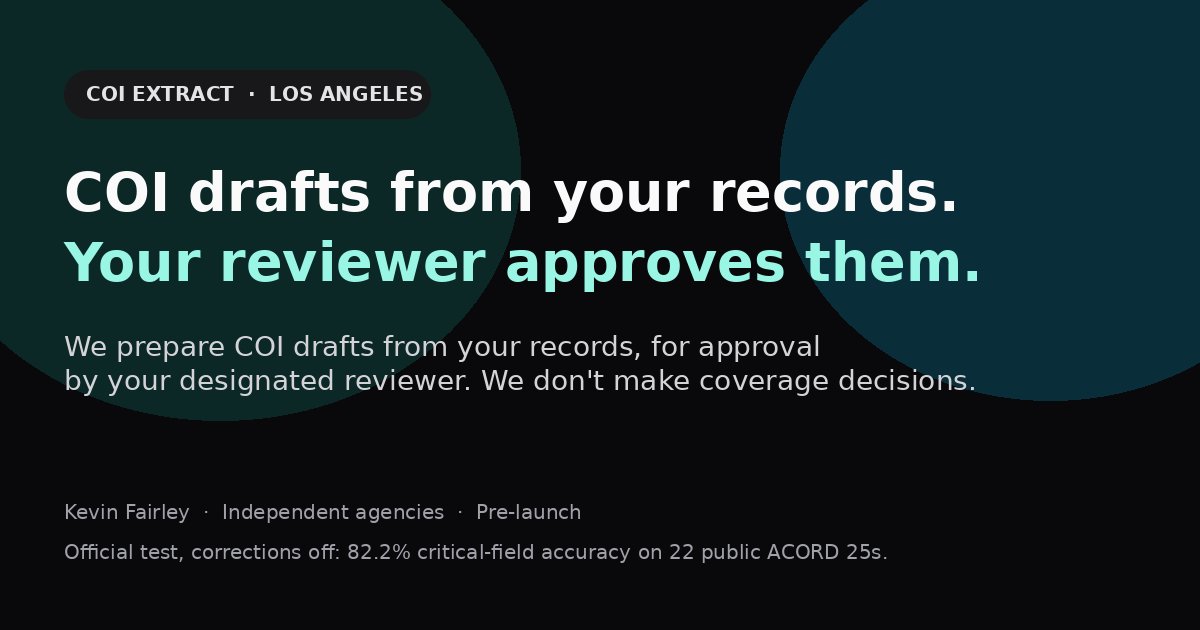 COI EXTRACT · LOS ANGELES
COI drafts from your records.
Your reviewer approves them.
We prepare COI drafts from your records, for approval
by your designated reviewer. We don't make coverage decisions.
Kevin Fairley · Independent agencies · Pre-launch
Official test, corrections off: 82.2% critical-field accuracy on 22 public ACORD 25s.